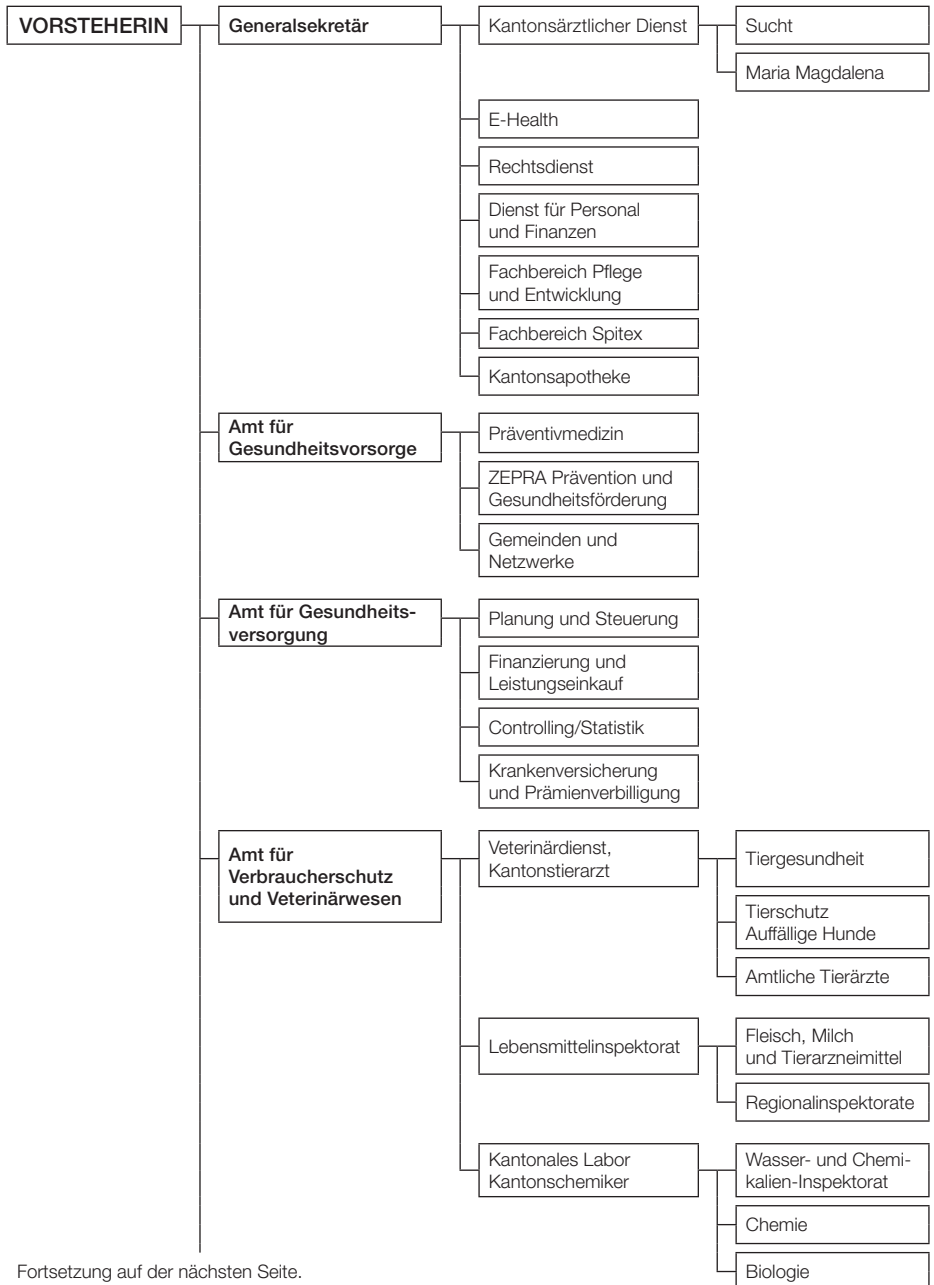 VORSTEHERIN
Generalsekretär
Kantonsärztlicher Dienst
Sucht
Maria Magdalena
E-Health
Rechtsdienst
Dienst für Personal
und Finanzen
Fachbereich Pflege
und Entwicklung
Fachbereich Spitex
Kantonsapotheke
Amt für
Gesundheitsvorsorge
Präventivmedizin
ZEPRA Prävention und
Gesundheitsförderung
Gemeinden und
Netzwerke
Amt für Gesundheits-
versorgung
Planung und Steuerung
Finanzierung und
Leistungseinkauf
Controlling/Statistik
Krankenversicherung
und Prämienverbilligung
Amt für
Verbraucherschutz
und Veterinärwesen
Veterinärdienst,
Kantonstierarzt
Tiergesundheit
Tierschutz
Auffällige Hunde
Amtliche Tierärzte
Lebensmittelinspektorat
Fleisch, Milch
und Tierarzneimittel
Regionalinspektorate
Kantonales Labor
Kantonschemiker
Wasser- und Chemi-
kalien-Inspektorat
Chemie
Biologie
Fortsetzung auf der nächsten Seite.